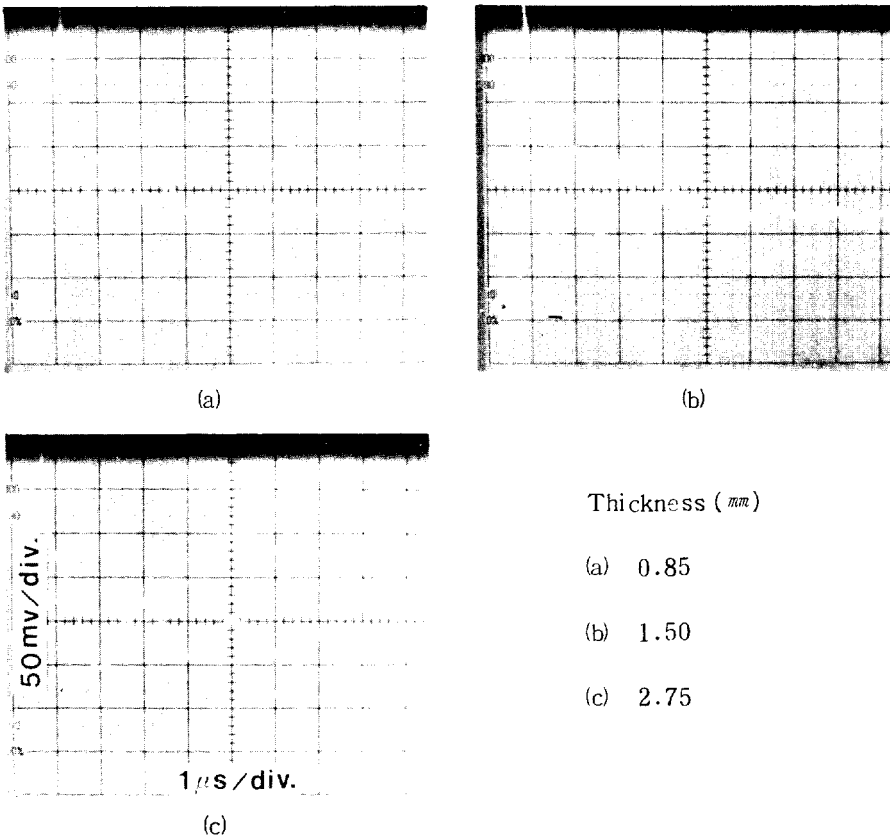 (a)
(b)
50mv/div.
1μs/div.
(c)
Thickness (mm)
(a) 0.85
(b) 1.50
(c) 2.75